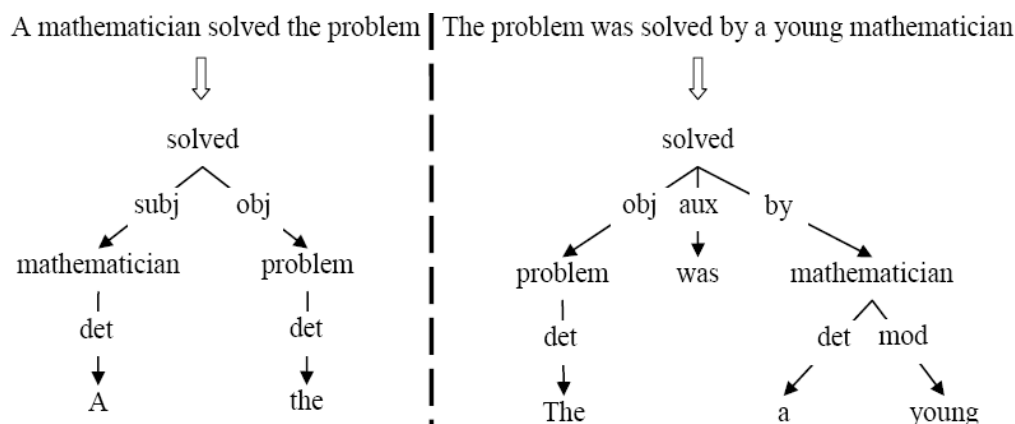 A mathematician solved the problem
solved
subj obj
mathematician problem
det det
A the
The problem was solved by a young mathematician
solved
obj aux by
problem was mathematician
det det mod
The a young